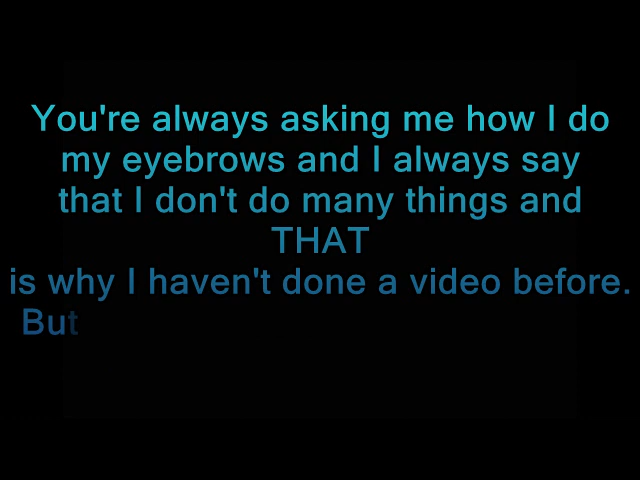 You're always asking me how I do
my eyebrows and I always say
that I don't do many things and
THAT
is why I haven't done a video before.
But